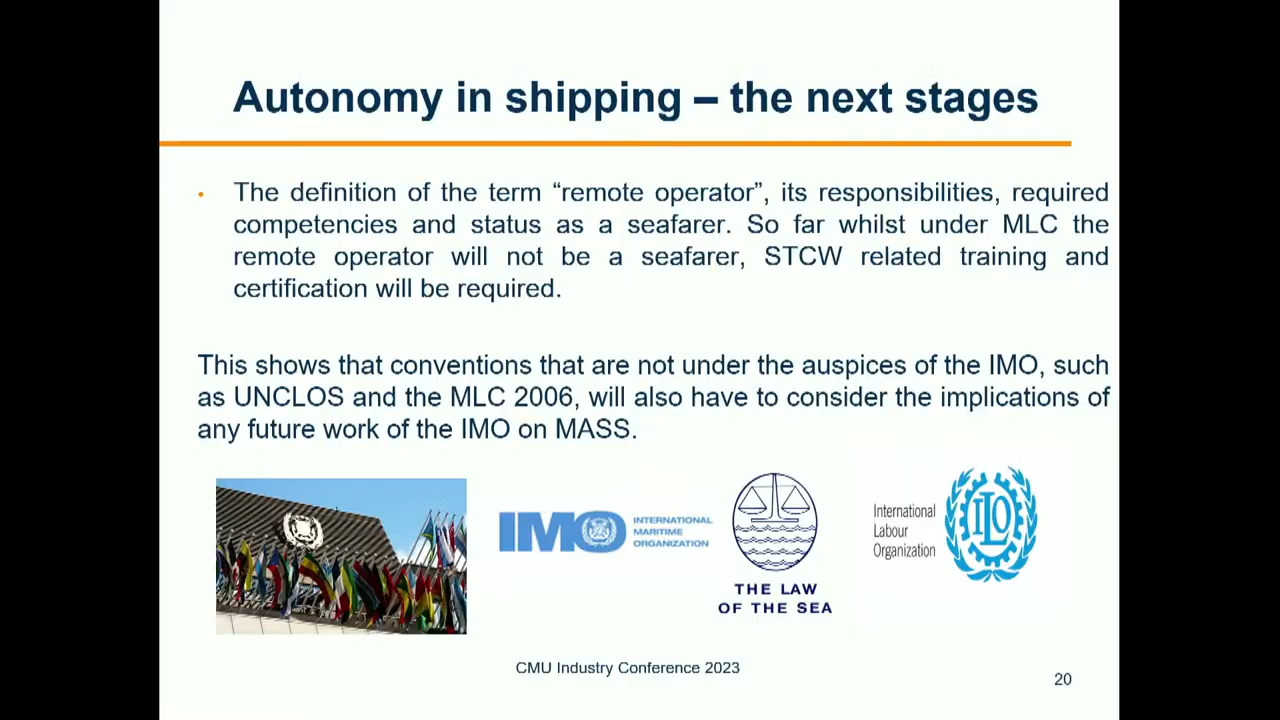 Autonomy in shipping – the next stages
• The definition of the term “remote operator”, its responsibilities, required
competencies and status as a seafarer. So far whilst under MLC the
remote operator will not be a seafarer, STCW related training and
certification will be required.
This shows that conventions that are not under the auspices of the IMO, such
as UNCLOS and the MLC 2006, will also have to consider the implications of
any future work of the IMO on MASS.
IMO
INTERNATIONAL
MARITIME
ORGANIZATION
THE LAW
OF THE SEA
International
Labour
Organization
ILO
CMU Industry Conference 2023
20